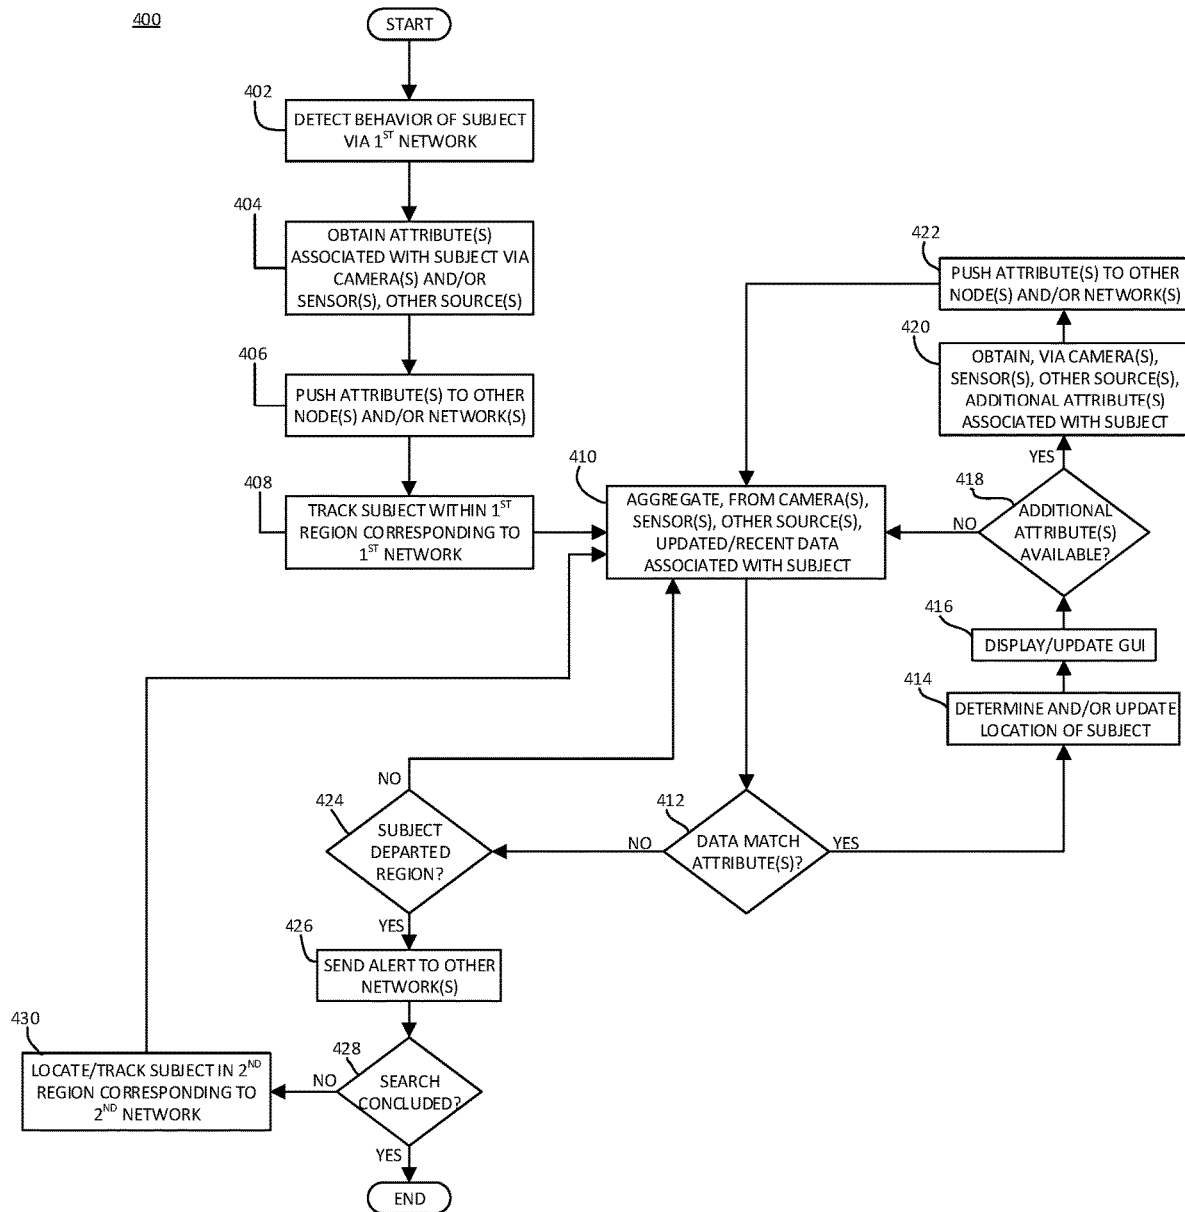 400
START
402
DETECT BEHAVIOR OF SUBJECT
VIA 1ST NETWORK
404
OBTAIN ATTRIBUTE(S)
ASSOCIATED WITH SUBJECT VIA
CAMERA(S) AND/OR
SENSOR(S), OTHER SOURCE(S)
406
PUSH ATTRIBUTE(S) TO OTHER
NODE(S) AND/OR NETWORK(S)
408
TRACK SUBJECT WITHIN 1ST
REGION CORRESPONDING TO
1ST NETWORK
410
AGGREGATE, FROM CAMERA(S),
SENSOR(S), OTHER SOURCE(S),
UPDATED/RECENT DATA
ASSOCIATED WITH SUBJECT
412
DATA MATCH
ATTRIBUTE(S)?
YES
NO
414
DETERMINE AND/OR UPDATE
LOCATION OF SUBJECT
416
DISPLAY/UPDATE GUI
418
ADDITIONAL
ATTRIBUTE(S)
AVAILABLE?
NO
YES
420
OBTAIN, VIA CAMERA(S),
SENSOR(S), OTHER SOURCE(S),
ADDITIONAL ATTRIBUTE(S)
ASSOCIATED WITH SUBJECT
422
PUSH ATTRIBUTE(S) TO OTHER
NODE(S) AND/OR NETWORK(S)
424
SUBJECT
DEPARTED
REGION?
NO
YES
426
SEND ALERT TO OTHER
NETWORK(S)
428
SEARCH
CONCLUDED?
NO
YES
430
LOCATE/TRACK SUBJECT IN 2ND
REGION CORRESPONDING TO
2ND NETWORK
END